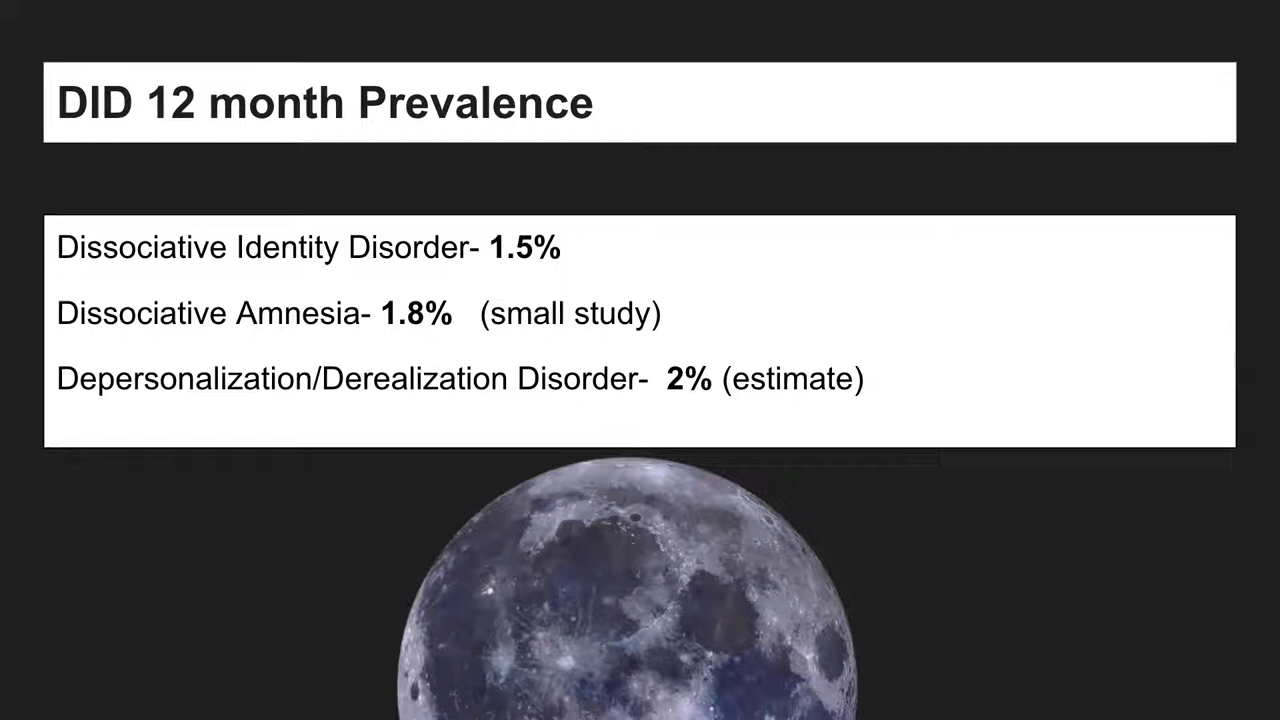 DID 12 month Prevalence
Dissociative Identity Disorder- 1.5%
Dissociative Amnesia- 1.8% (small study)
Depersonalization/Derealization Disorder- 2% (estimate)